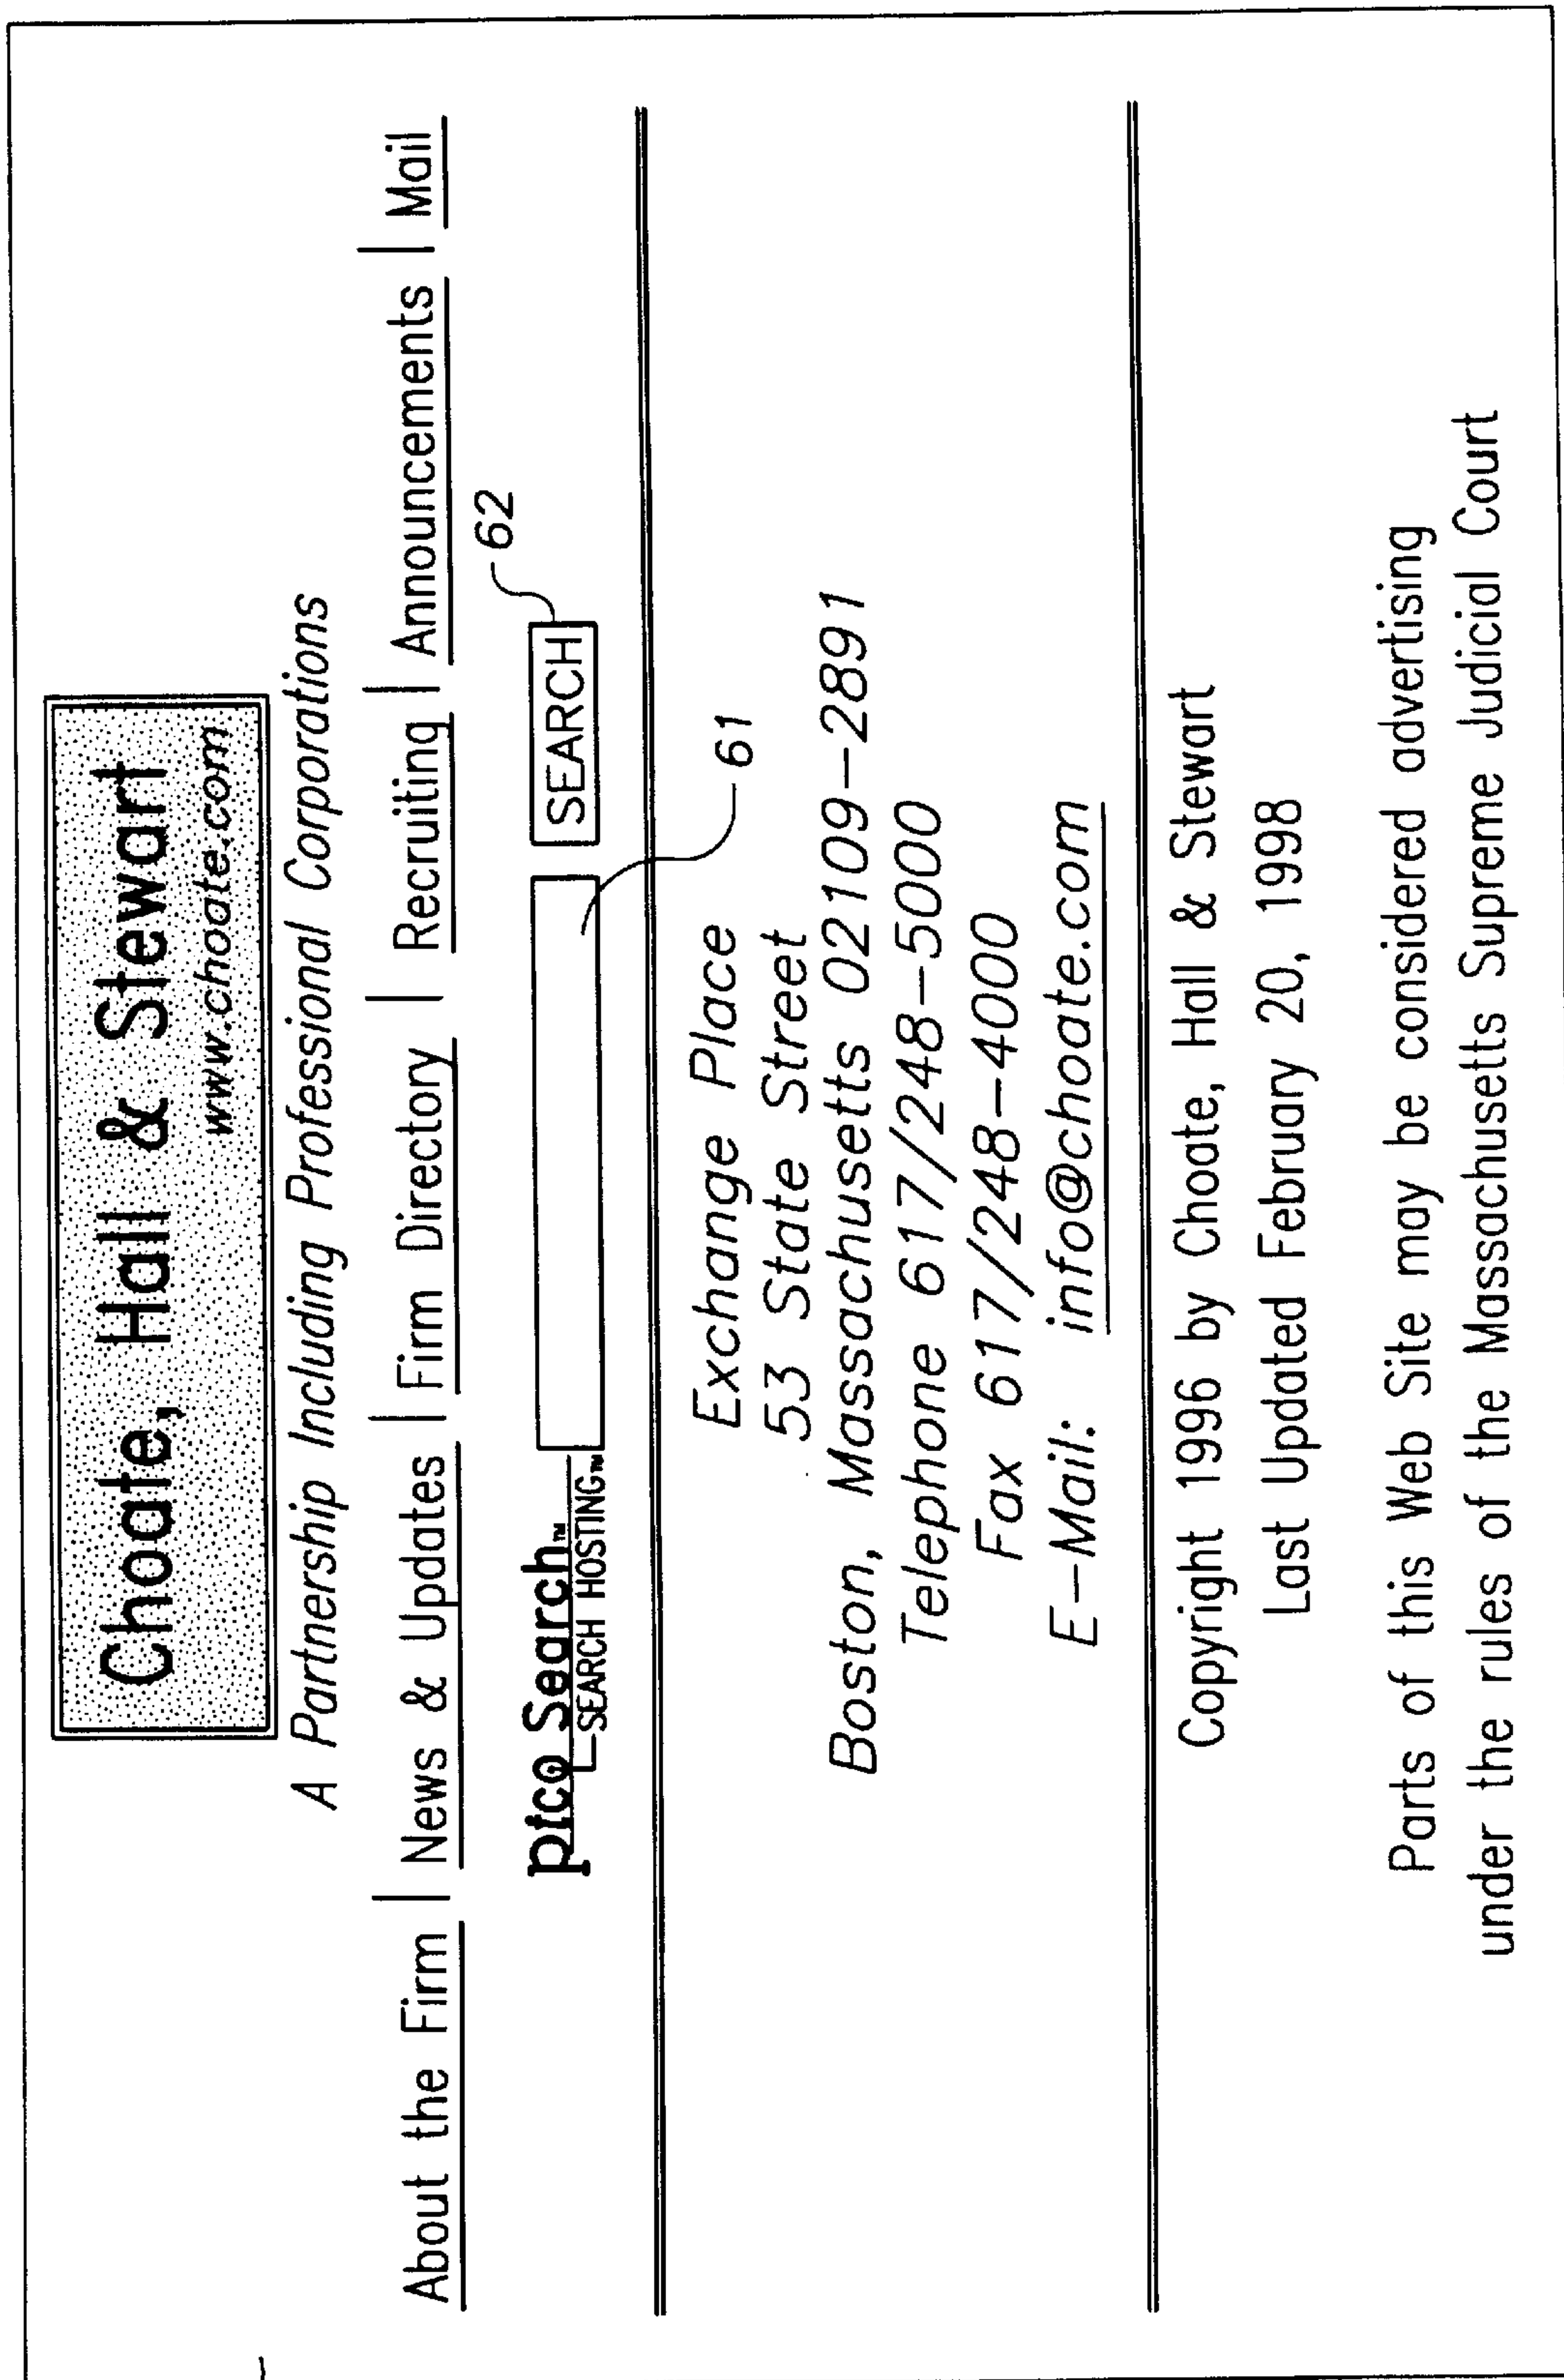 Choate, Hall & Stewart
www.choate.com
A Partnership Including Professional Corporations
About the Firm | News & Updates | Firm Directory | Recruiting | Announcements | Mail
62
pico Search™ SEARCH
SEARCH HOSTING™
61
Exchange Place
53 State Street
Boston, Massachusetts 02109-2891
Telephone 617/248-5000
Fax 617/248-4000
E-Mail: info@choate.com
Copyright 1996 by Choate, Hall & Stewart
Last Updated February 20, 1998
Parts of this Web Site may be considered advertising
under the rules of the Massachusetts Supreme Judicial Court